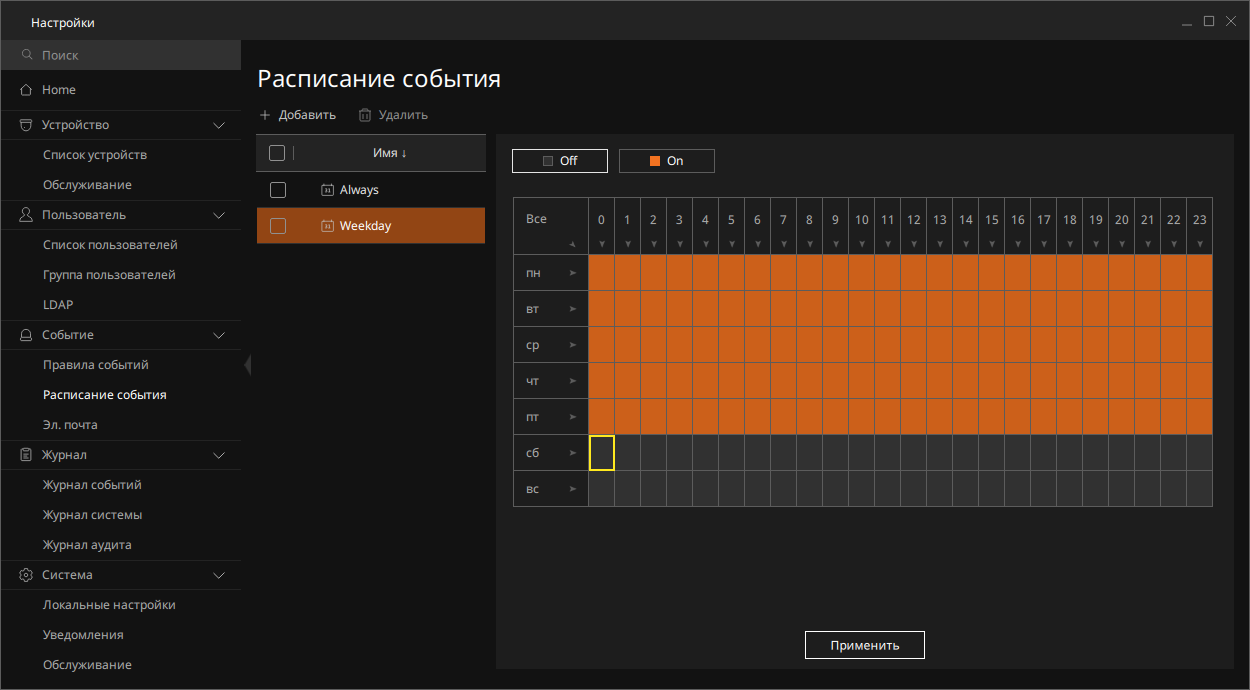 Настройки
Поиск
Home
Устройство
Список устройств
Обслуживание
Пользователь
Список пользователей
Группа пользователей
LDAP
Событие
Правила событий
Расписание события
Эл. почта
Журнал
Журнал событий
Журнал системы
Журнал аудита
Система
Локальные настройки
Уведомления
Обслуживание
Расписание события
Добавить Удалить
Имя ↓
31 Always
31 Weekday
Off On
Все 0 1 2 3 4 5 6 7 8 9 10 11 12 13 14 15 16 17 18 19 20 21 22 23
пн
вт
ср
чт
пт
сб
вс
Применить